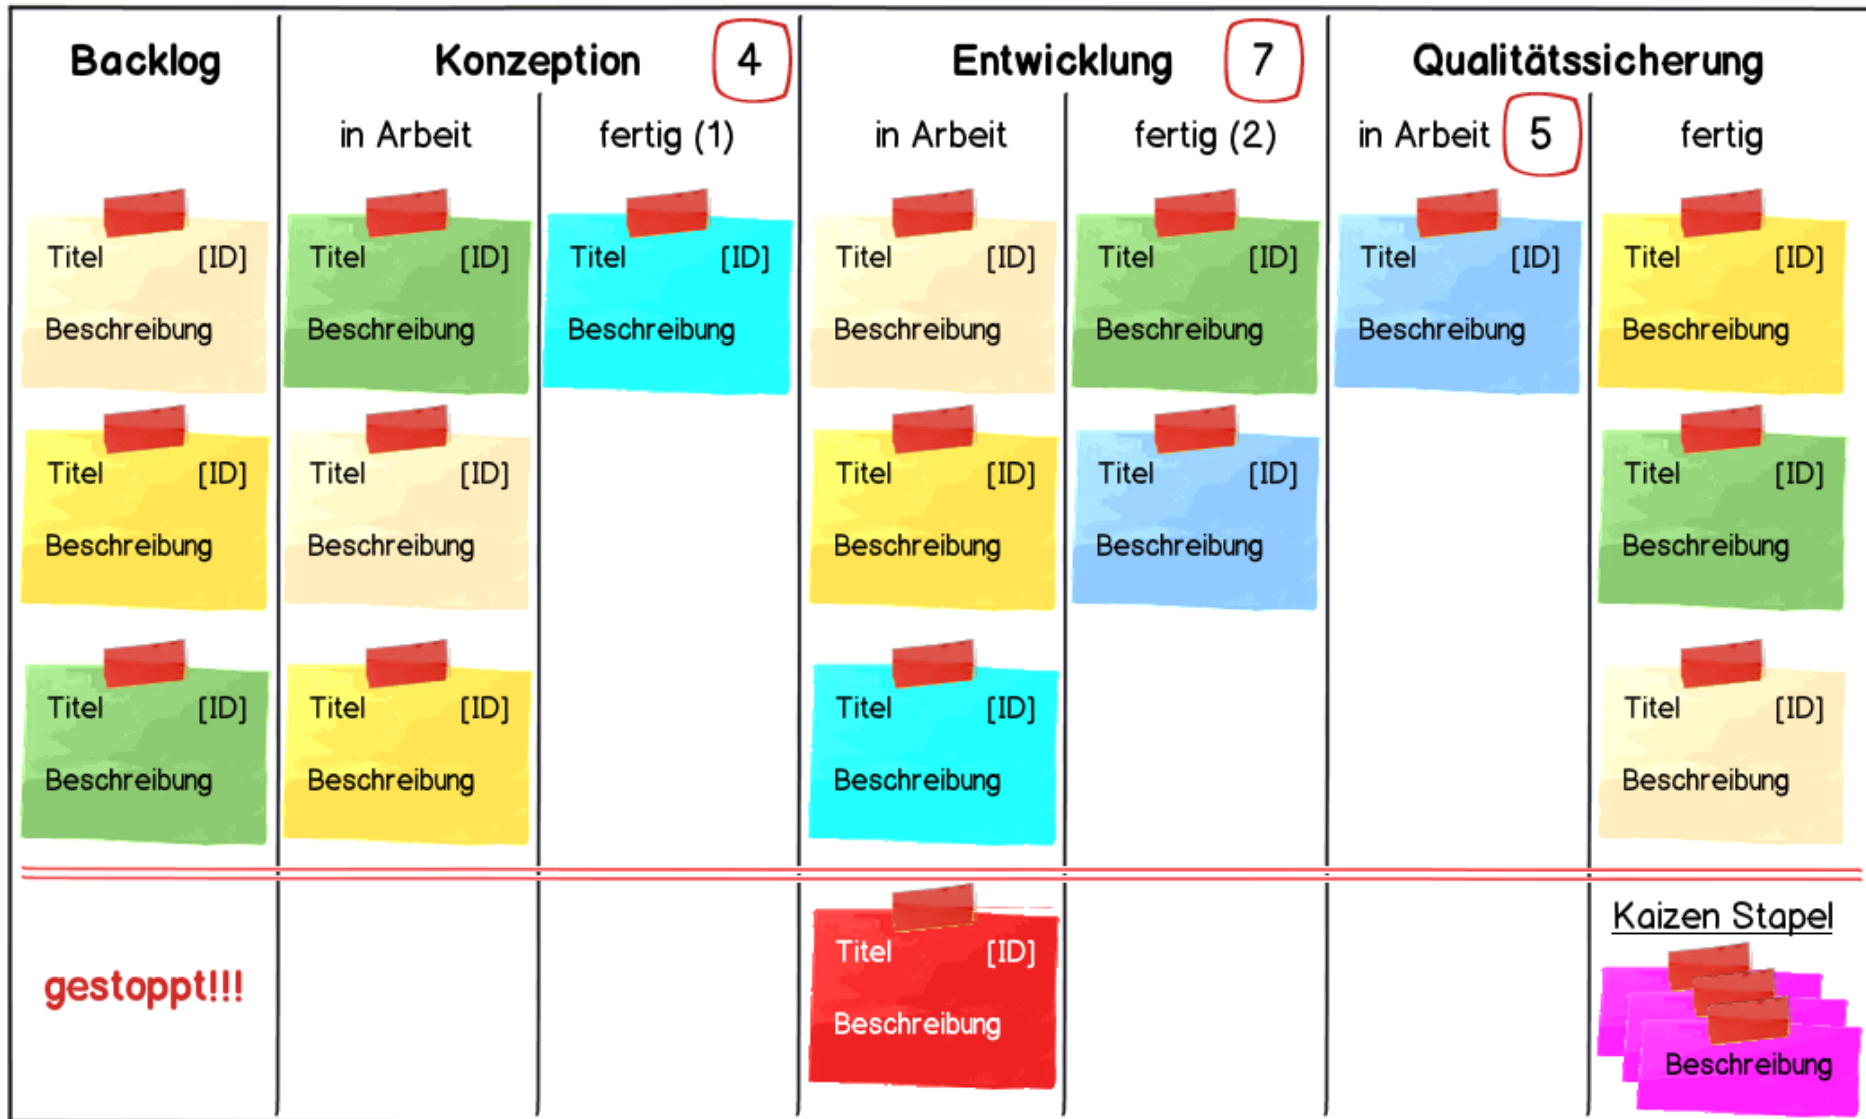 Backlog
Konzeption 4
Entwicklung 7
Qualitätssicherung
in Arbeit
fertig (1)
in Arbeit
fertig (2)
in Arbeit 5
fertig
Titel [ID]
Titel [ID]
Titel [ID]
Titel [ID]
Titel [ID]
Titel [ID]
Titel [ID]
Beschreibung
Beschreibung
Beschreibung
Beschreibung
Beschreibung
Beschreibung
Beschreibung
Titel [ID]
Titel [ID]
Titel [ID]
Titel [ID]
Titel [ID]
Beschreibung
Beschreibung
Beschreibung
Beschreibung
Beschreibung
Titel [ID]
Titel [ID]
Titel [ID]
Titel [ID]
Beschreibung
Beschreibung
Beschreibung
Beschreibung
gestoppt!!!
Titel [ID]
Beschreibung
Kaizen Stapel
Beschreibung